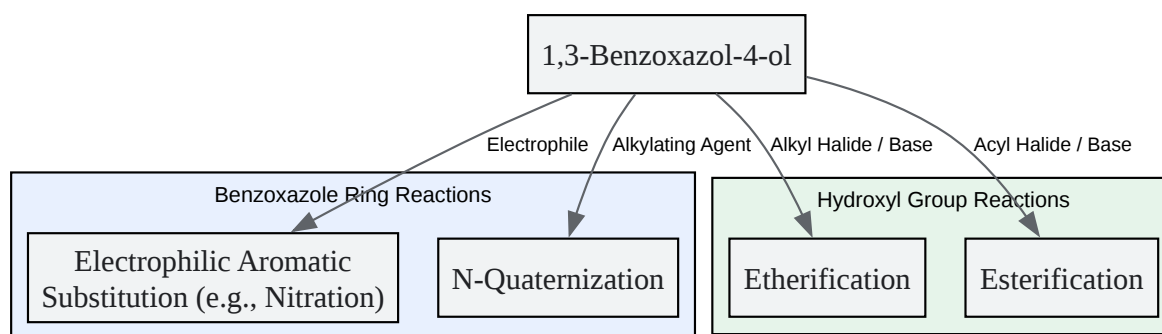 1,3-Benzoxazol-4-ol
Electrophile
Alkylating Agent
Alkyl Halide / Base
Acyl Halide / Base
Benzoxazole Ring Reactions
Hydroxyl Group Reactions
Electrophilic Aromatic
Substitution (e.g., Nitration)
N-Quaternization
Etherification
Esterification